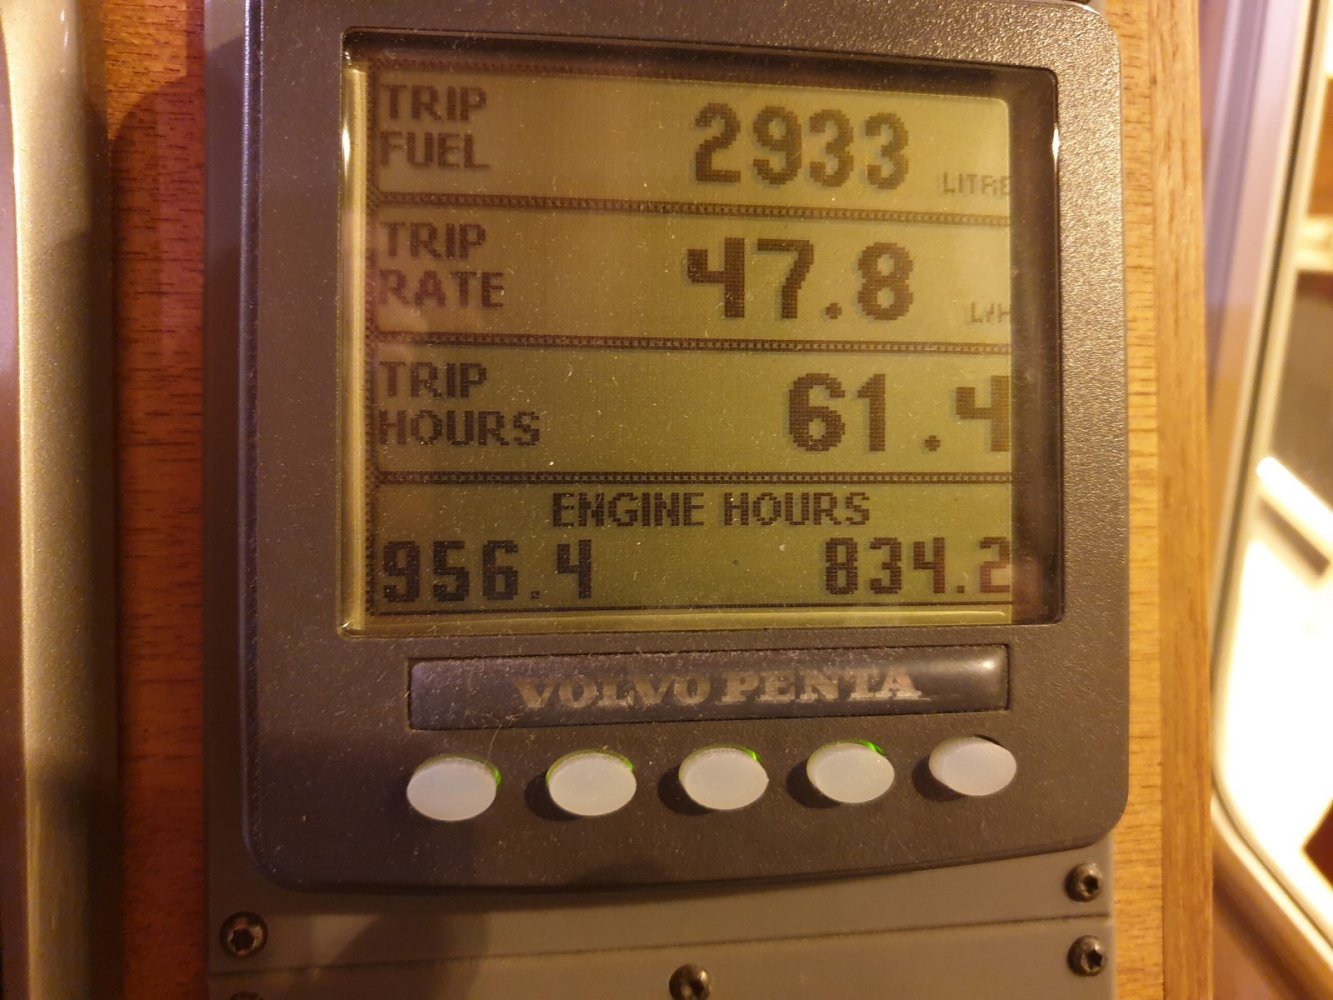 TRIP
FUEL
2933
LITRE
TRIP
RATE
47.8
L/H
TRIP
HOURS
61.4
ENGINE HOURS
956.4 834.2
VOLVO PENTA